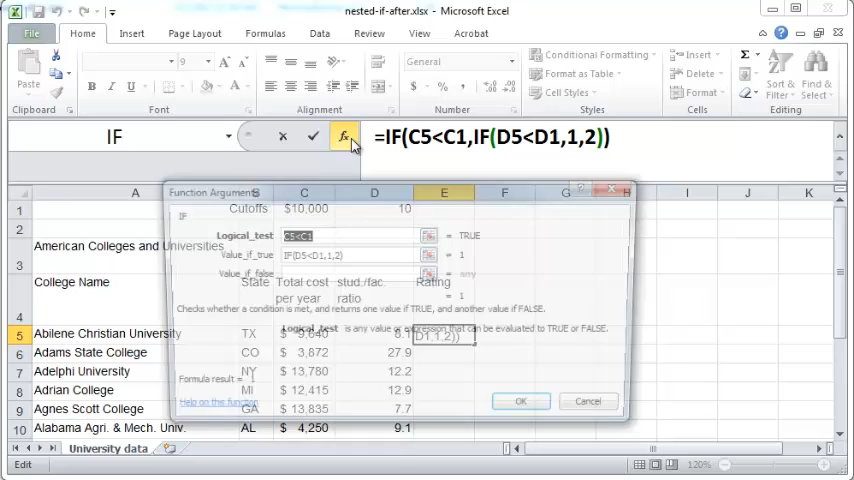 nested-if-after.xlsx - Microsoft Excel
File Home Insert Page Layout Formulas Data Review View Acrobat
Paste
9
A A
B I U
General
$ % ,
Conditional Formatting
Format as Table
Cell Styles
Insert
Delete
Format
Σ
Sort & Filter
Find & Select
Clipboard Font Alignment Number Styles Cells Editing
IF
fx
=IF(C5<C1,IF(D5<D1,1,2))
Function Arguments
A B C D E F G H I J K
1 Cutoffs $10,000 10
IF
2 Logical_test C5<C1 = TRUE
3 American Colleges and Universities
Value_if_true IF(D5<D1,1,2) = 1
Value_if_false = any
4 College Name State Total cost per year stud./fac. ratio Rating
= 1
Checks whether a condition is met, and returns one value if TRUE, and another value if FALSE.
Logical_test is any value or expression that can be evaluated to TRUE or FALSE.
5 Abilene Christian University TX $ 9,640 8.1 D1,1,2))
6 Adams State College CO $ 3,872 27.9
7 Adelphi University NY $ 13,780 12.2
Formula result = 1
8 Adrian College MI $ 12,415 12.9
Help on this function OK Cancel
9 Agnes Scott College GA $ 13,835 7.7
10 Alabama Agri. & Mech. Univ. AL $ 4,250 9.1
University data
Edit 120%